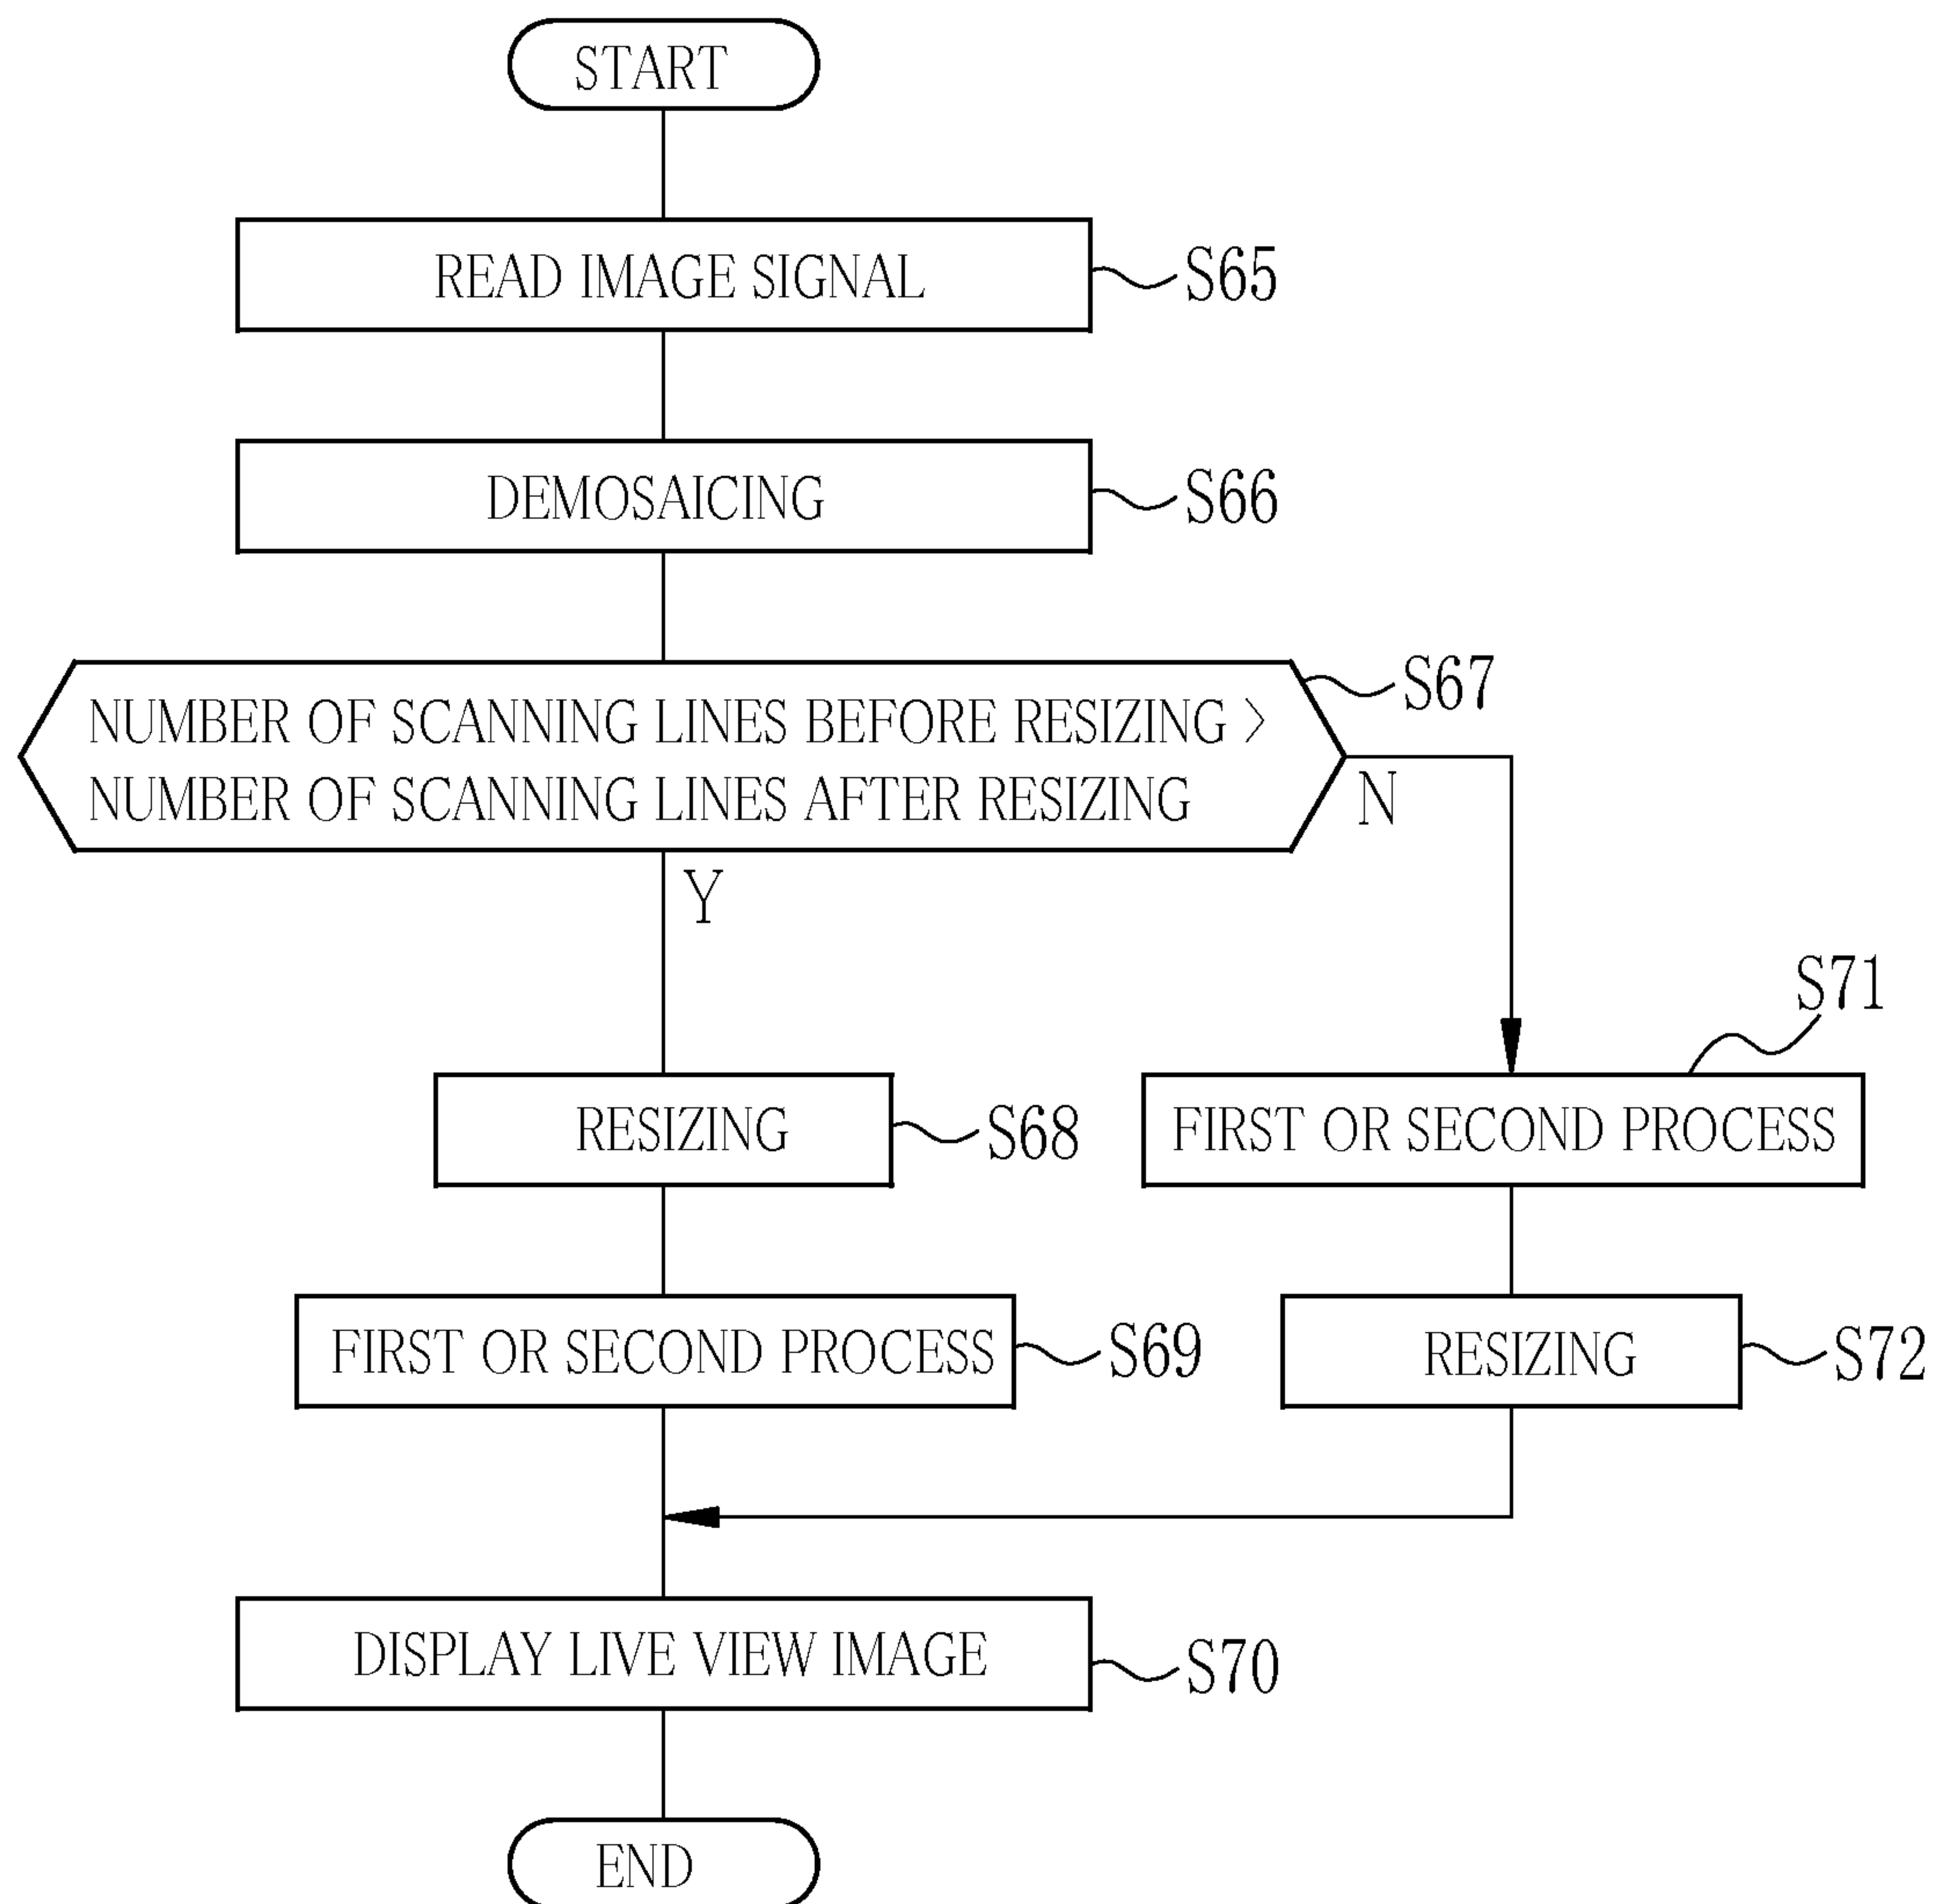 START
READ IMAGE SIGNAL
S65
DEMOSAICING
S66
S67
NUMBER OF SCANNING LINES BEFORE RESIZING >
NUMBER OF SCANNING LINES AFTER RESIZING
N
Y
S71
RESIZING
S68
FIRST OR SECOND PROCESS
FIRST OR SECOND PROCESS
S69
RESIZING
S72
DISPLAY LIVE VIEW IMAGE
S70
END